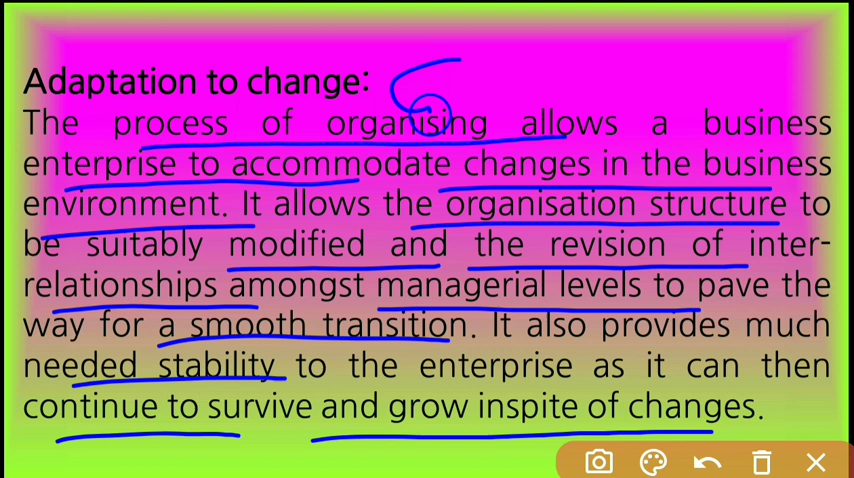 Adaptation to change:
The process of organising allows a business
enterprise to accommodate changes in the business
environment. It allows the organisation structure to
be suitably modified and the revision of inter-
relationships amongst managerial levels to pave the
way for a smooth transition. It also provides much
needed stability to the enterprise as it can then
continue to survive and grow inspite of changes.